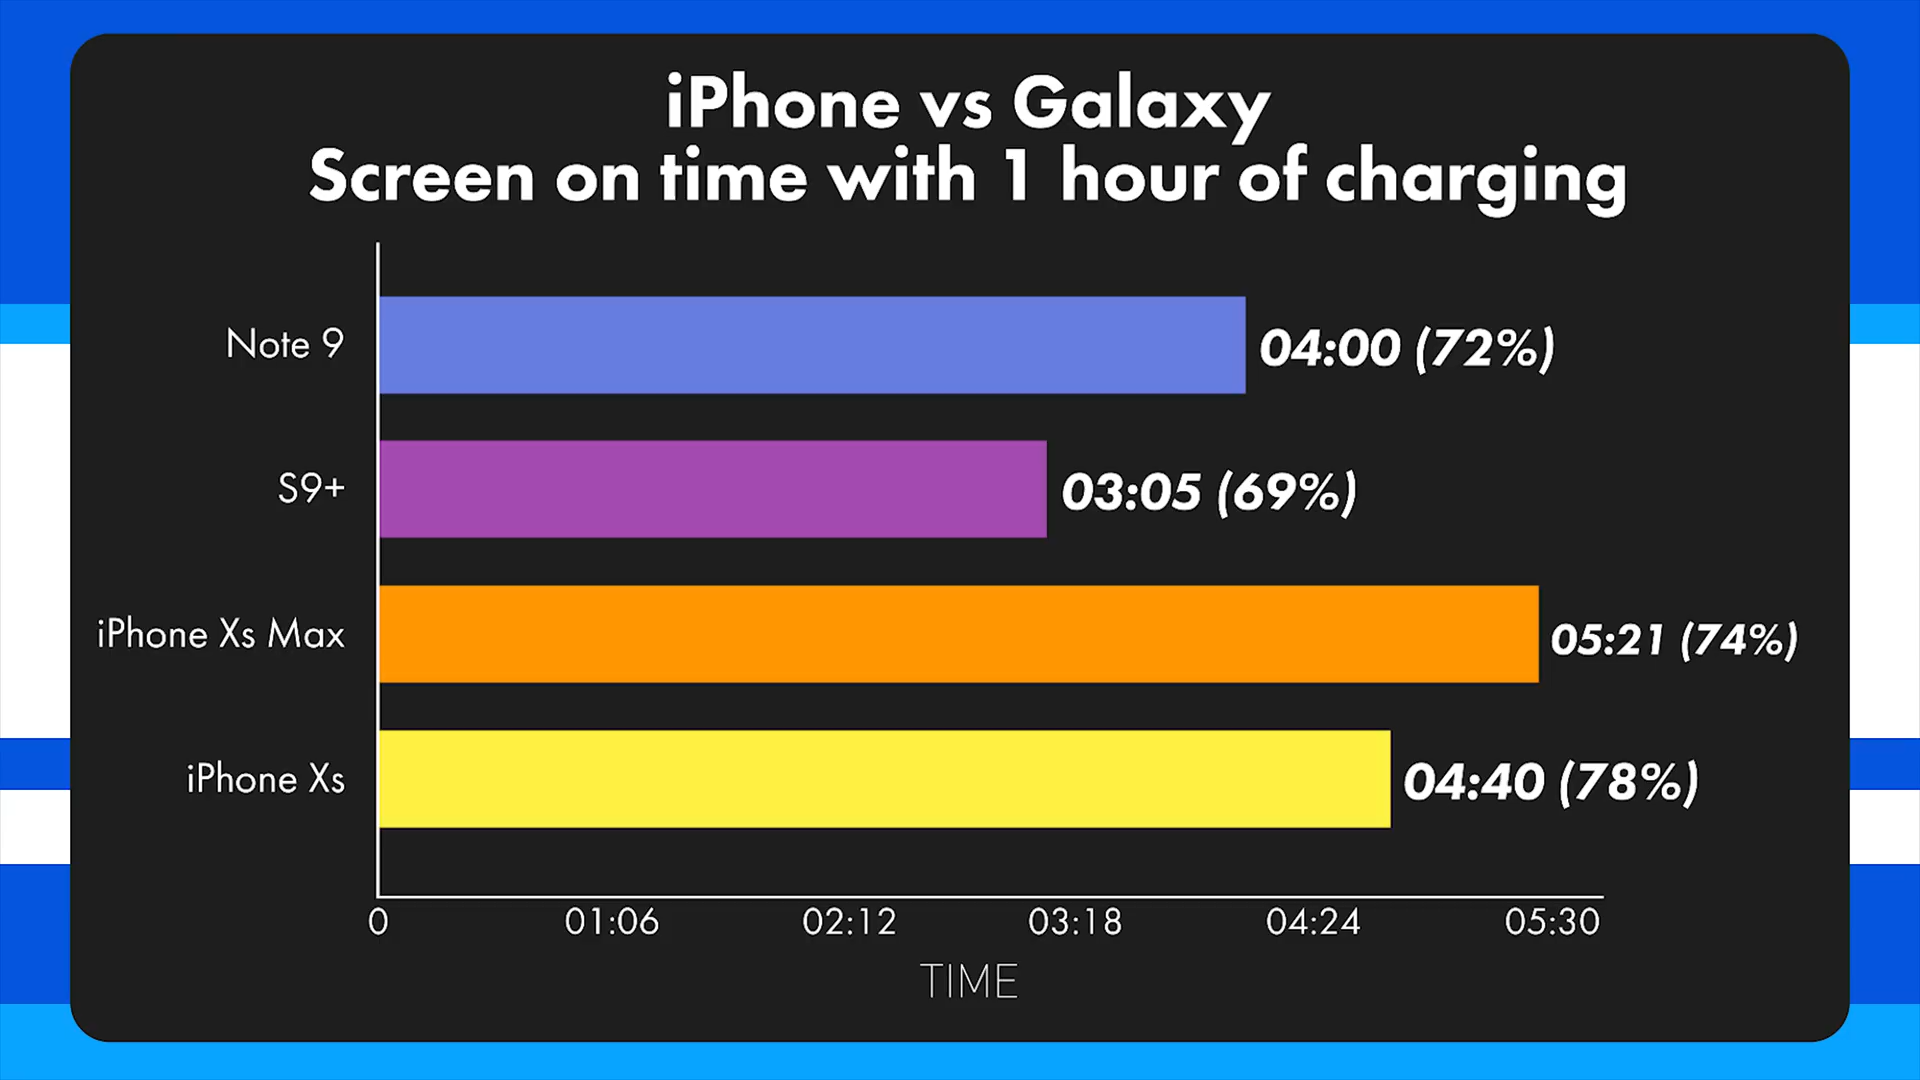 iPhone vs Galaxy
Screen on time with 1 hour of charging
Note 9
04:00 (72%)
S9+
03:05 (69%)
iPhone Xs Max
05:21 (74%)
iPhone Xs
04:40 (78%)
0 01:06 02:12 03:18 04:24 05:30
TIME